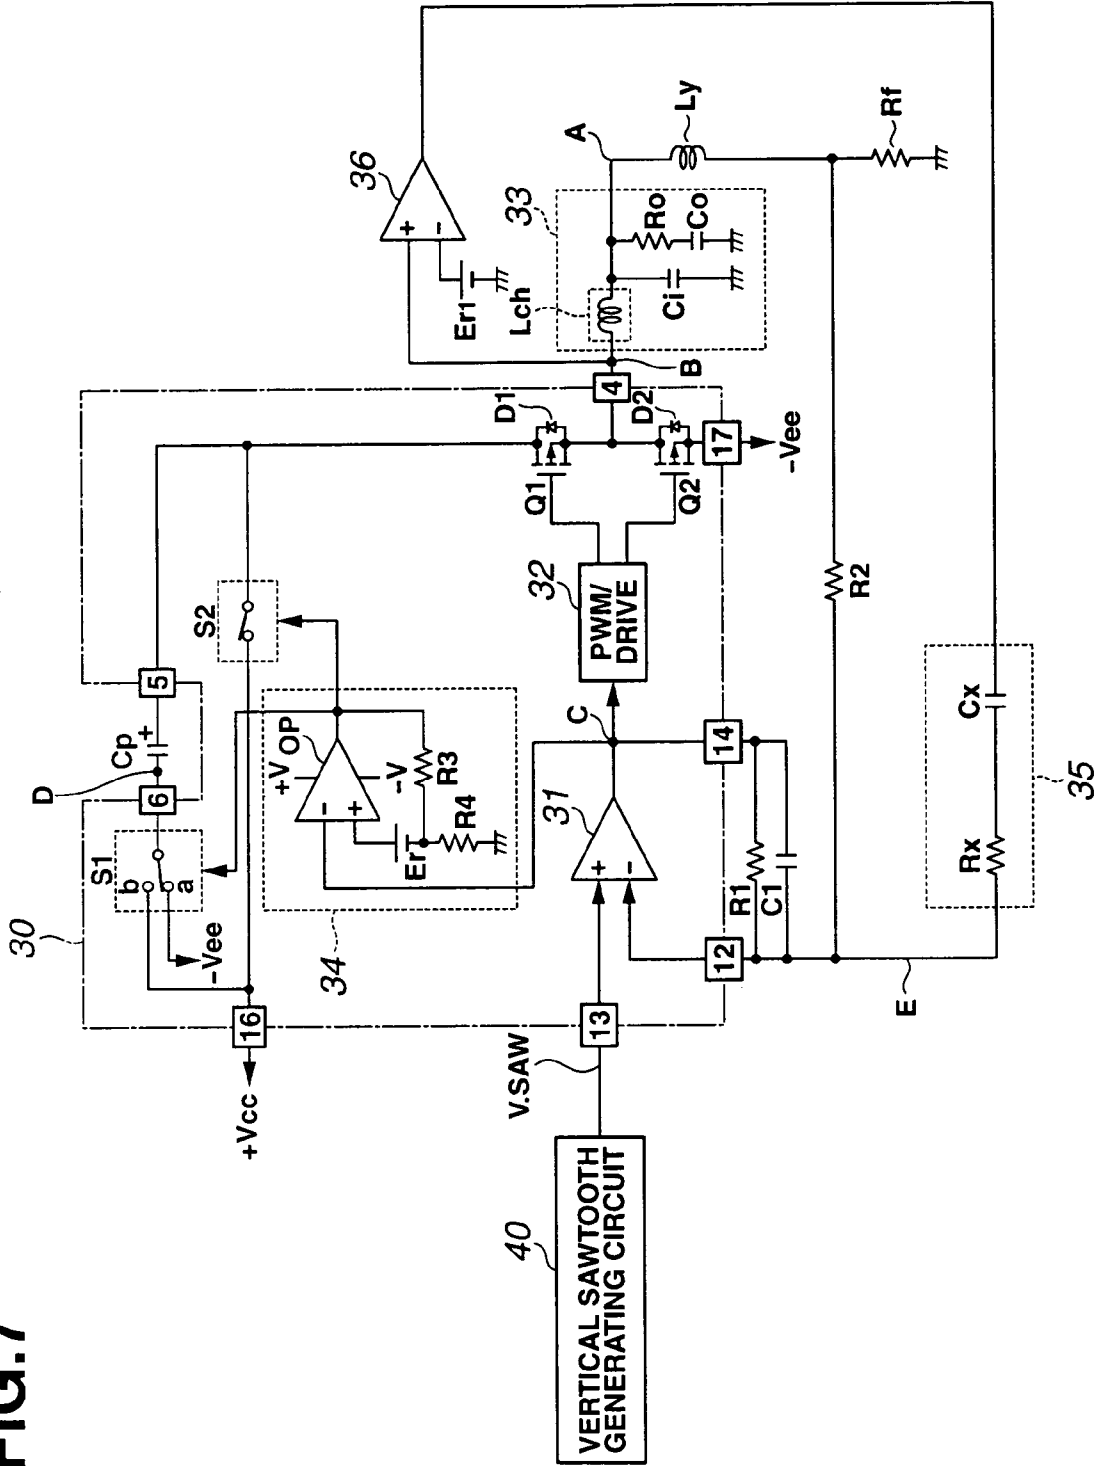 FIG.7
40
VERTICAL SAWTOOTH
GENERATING CIRCUIT
V.SAW
+Vcc
16
13
30
S1
b
a
-Vee
6
D
Cp
+
5
S2
34
+V
OP
-
+
-V
Er
R3
R4
31
+
-
C
12
14
R1
C1
32
PWM/
DRIVE
Q1
D1
Q2
D2
4
17
-Vee
B
36
+
-
Er1
33
Lch
Ci
Ro
Co
A
Ly
Rf
R2
E
Rx
Cx
35